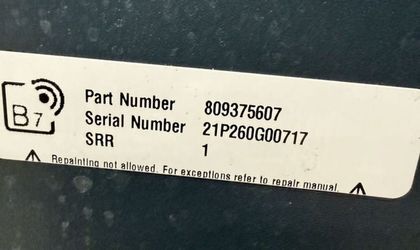 B7
Part Number 809375607
Serial Number 21P260G00717
SRR 1
Repainting not allowed. For exceptions refer to repair manual.